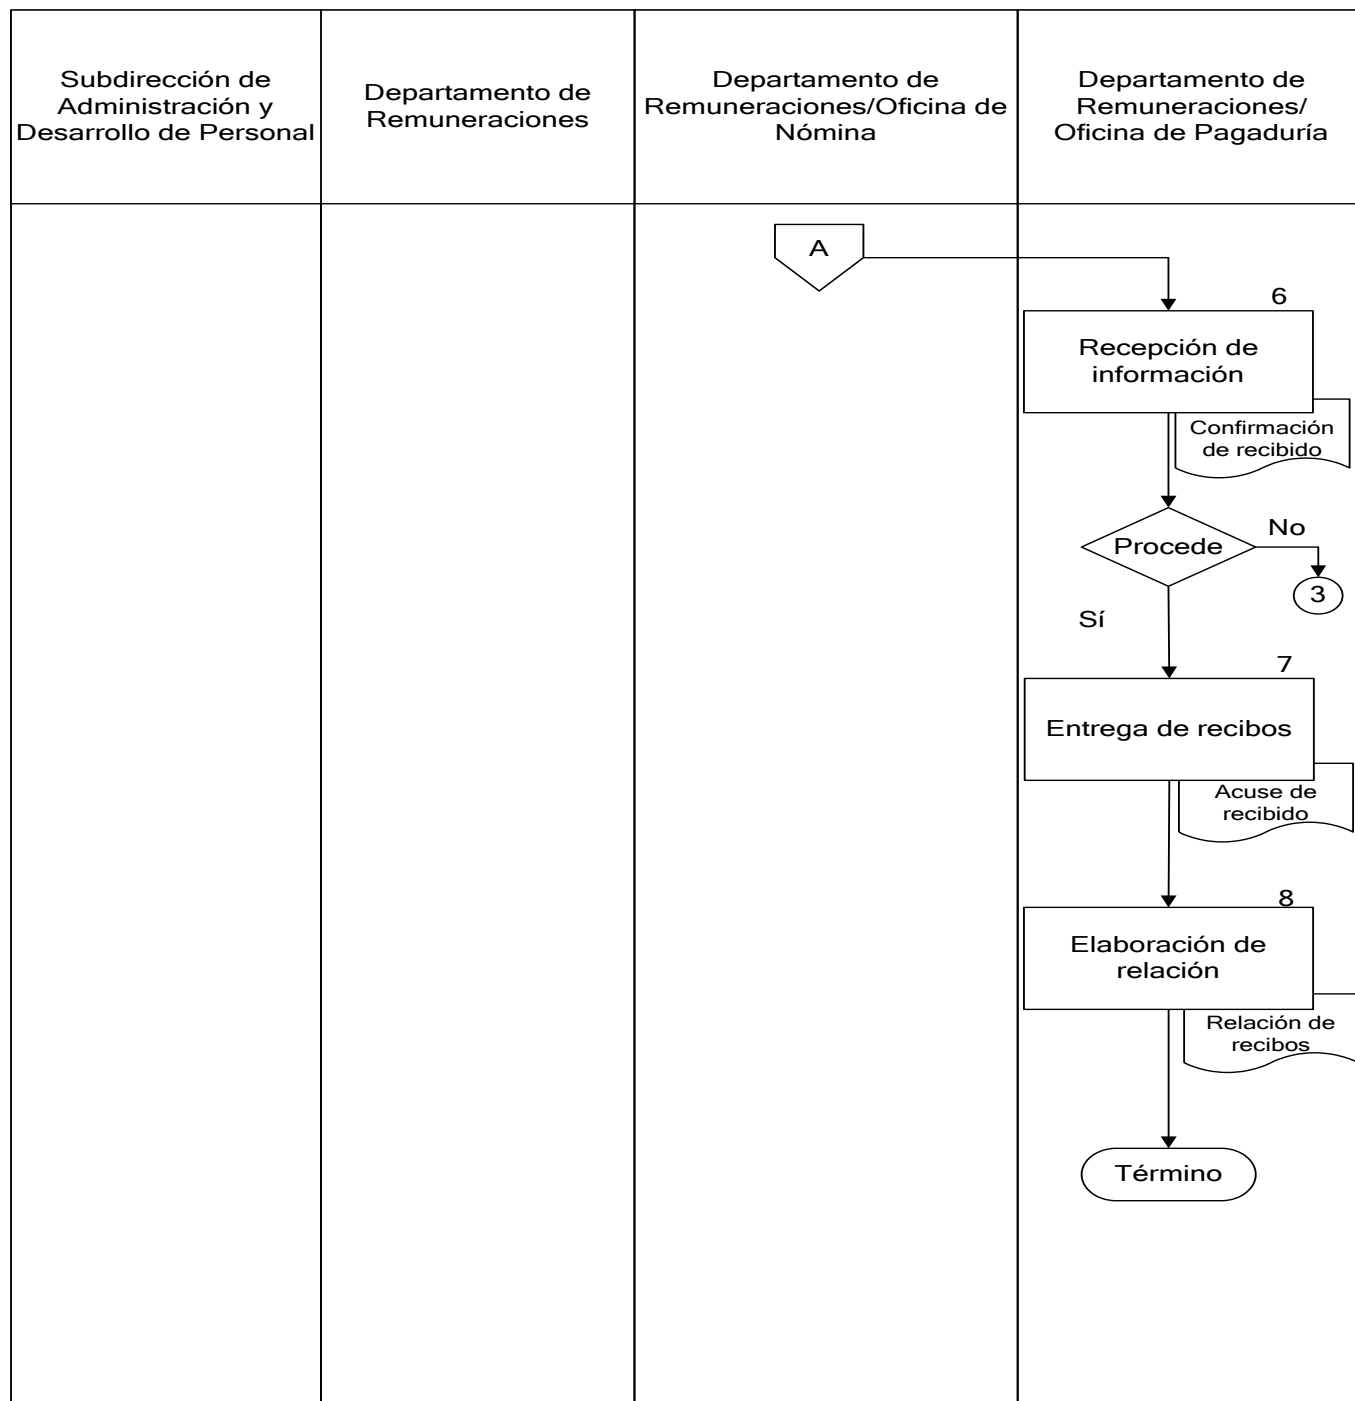 Subdirección de
Administración y
Desarrollo de Personal
Departamento de
Remuneraciones
Departamento de
Remuneraciones/Oficina de
Nómina
Departamento de
Remuneraciones/
Oficina de Pagaduría
A
6
Recepción de
información
Confirmación
de recibido
Procede
No
3
Sí
7
Entrega de recibos
Acuse de
recibido
8
Elaboración de
relación
Relación de
recibos
Término